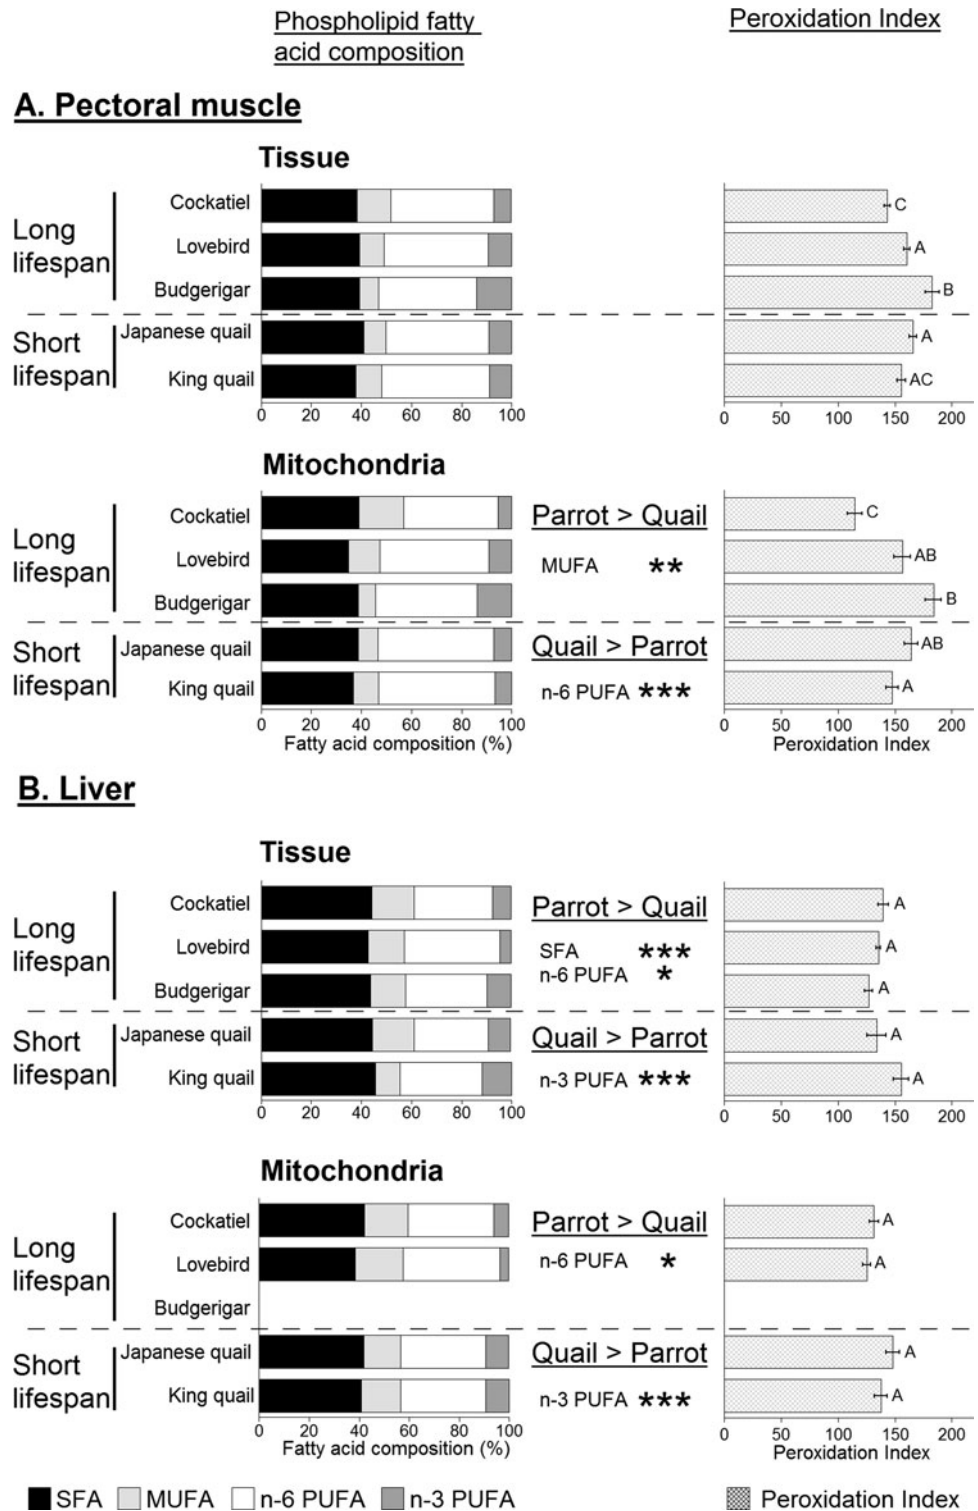 Phospholipid fatty
acid composition
Peroxidation Index
A. Pectoral muscle
Tissue
Long
lifespan
Cockatiel
Lovebird
Budgerigar
Short
lifespan
Japanese quail
King quail
0 20 40 60 80 100
C
A
B
A
AC
0 50 100 150 200
Mitochondria
Long
lifespan
Cockatiel
Lovebird
Budgerigar
Short
lifespan
Japanese quail
King quail
0 20 40 60 80 100
Fatty acid composition (%)
Parrot > Quail
MUFA **
Quail > Parrot
n-6 PUFA ***
C
AB
B
AB
A
0 50 100 150 200
Peroxidation Index
B. Liver
Tissue
Long
lifespan
Cockatiel
Lovebird
Budgerigar
Short
lifespan
Japanese quail
King quail
0 20 40 60 80 100
Parrot > Quail
SFA ***
n-6 PUFA *
Quail > Parrot
n-3 PUFA ***
A
A
A
A
A
0 50 100 150 200
Mitochondria
Long
lifespan
Cockatiel
Lovebird
Budgerigar
Short
lifespan
Japanese quail
King quail
0 20 40 60 80 100
Fatty acid composition (%)
Parrot > Quail
n-6 PUFA *
Quail > Parrot
n-3 PUFA ***
A
A
A
A
0 50 100 150 200
Peroxidation Index
SFA MUFA n-6 PUFA n-3 PUFA
Peroxidation Index